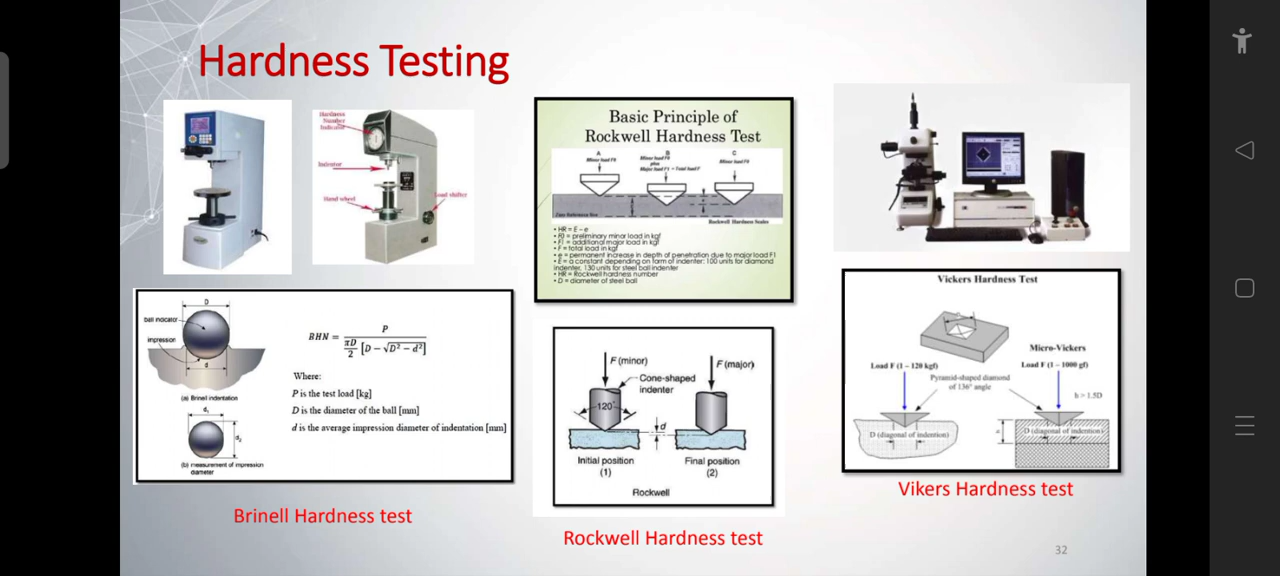 Hardness Testing
Hardness
Number
Indicator
Indentor
Hand wheel
Load shifter
Basic Principle of
Rockwell Hardness Test
A
B
C
Minor load F0
Minor load F0
plus
Major load F1 = Total load F
Minor load F0
Rockwell Hardness Scales
• HR = E - e
• F0 = preliminary minor load in kgf
• F1 = additional major load in kgf
• F = total load in kgf
• e = permanent increase in depth of penetration due to major load F1
• E = a constant depending on form of indenter: 100 units for diamond
indenter, 130 units for steel ball indenter
• HR = Rockwell hardness number
• D = diameter of steel ball
D
impression
d
(a) Brinell indentation
d₁
d₂
(b) measurement of impression
diameter
BHN = P / πD/2 [D − √D² − d²]
Where:
P is the test load [kg]
D is the diameter of the ball [mm]
d is the average impression diameter of indentation [mm]
Brinell Hardness test
F (minor)
F (major)
Cone-shaped
indenter
120°
d
Initial position
(1)
Final position
(2)
Rockwell
Rockwell Hardness test
Vickers Hardness Test
Micro-Vickers
Load F (1 – 120 kgf)
Load F (1 – 1000 gf)
Pyramid-shaped diamond
of 136° angle
h > 1.5D
D (diagonal of indention)
D (diagonal of indention)
Vikers Hardness test
32